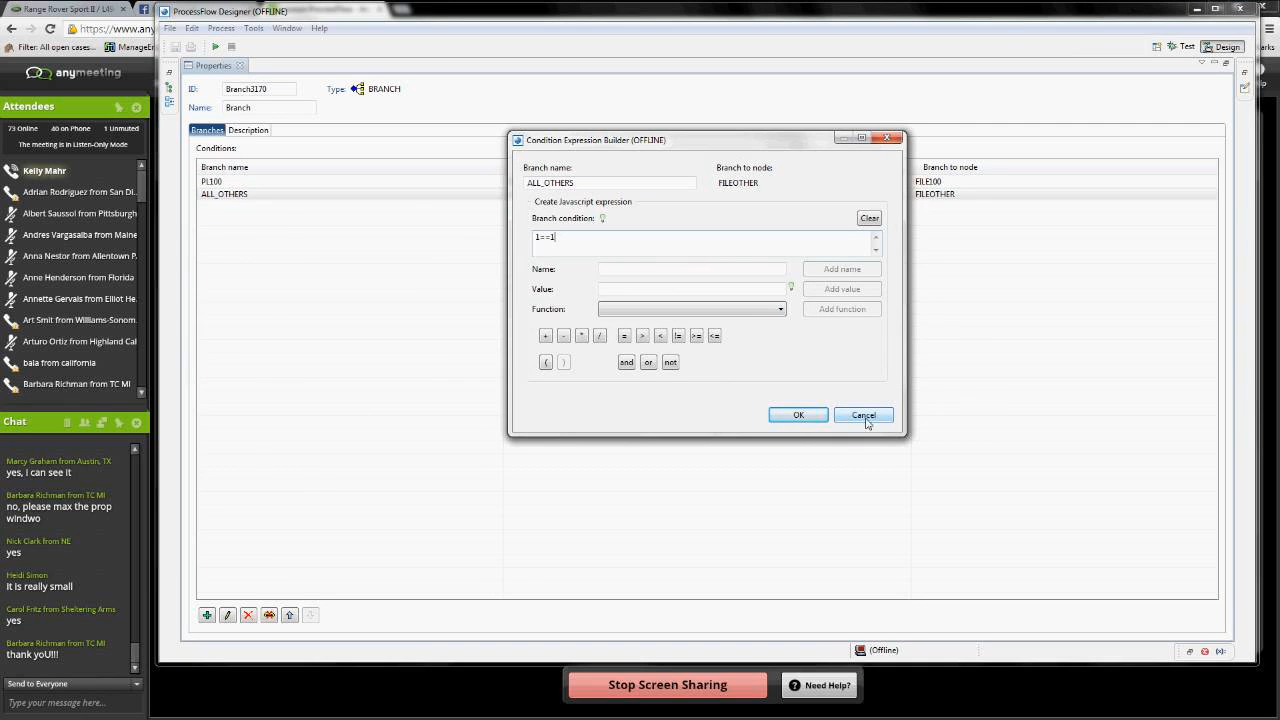 Range Rover Sport II / L49
https://www.any
Filter: All open cases...
ManageEn
anymeeting
Attendees
73 Online 40 on Phone 1 Unmuted
The meeting is in Listen-Only Mode
Kelly Mahr
Adrian Rodriguez from San Di...
Albert Saussol from Pittsburgh
Andres Vargasalba from Maine
Anna Nestor from Alienpath D
Anne Henderson from Florida
Annette Gervais from Elliot He
Art Smit from Williams-Sonom
Arturo Ortiz from Highland Cal
bala from california
Barbara Richman from TC MI
Chat
Marcy Graham from Austin, TX
yes, i can see it
Barbara Richman from TC MI
no, please max the prop
windwo
Nick Clark from NE
yes
Heidi Simon
It is really small
Carol Fritz from Sheltering Arms
yes
Barbara Richman from TC MI
thank yoU!!!
Send to Everyone
Type your message here...
ProcessFlow Designer (OFFLINE)
File Edit Process Tools Window Help
Test Design
Properties
ID: Branch3170 Type: BRANCH
Name: Branch
Branches Description
Conditions:
Branch name Branch to node
PL100 FILE100
ALL_OTHERS FILEOTHER
Condition Expression Builder (OFFLINE)
Branch name: Branch to node:
ALL_OTHERS FILEOTHER
Create Javascript expression
Branch condition: Clear
1==1
Name: Add name
Value: Add value
Function: Add function
+ - * / = > < != >= <=
( ) and or not
OK Cancel
(Offline)
Stop Screen Sharing
Need Help?